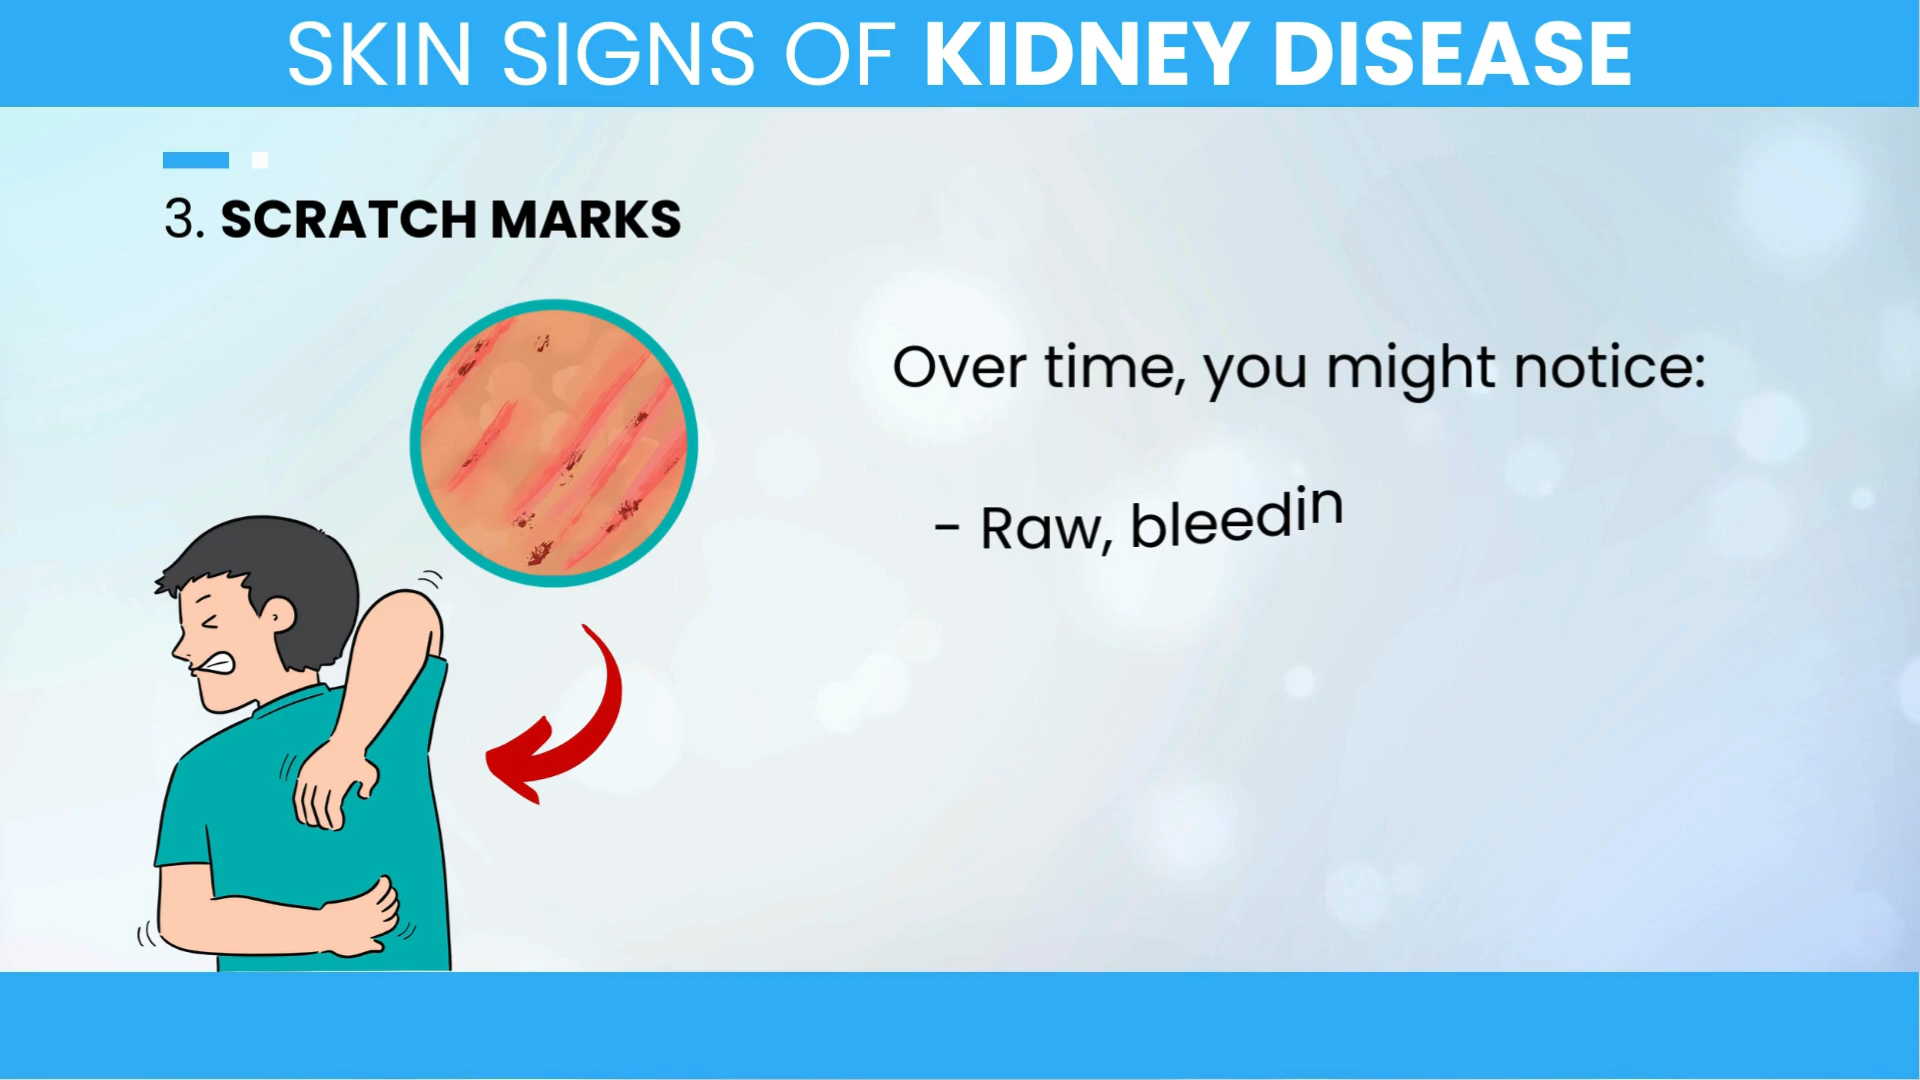 SKIN SIGNS OF KIDNEY DISEASE
3. SCRATCH MARKS
Over time, you might notice:
- Raw, bleedin